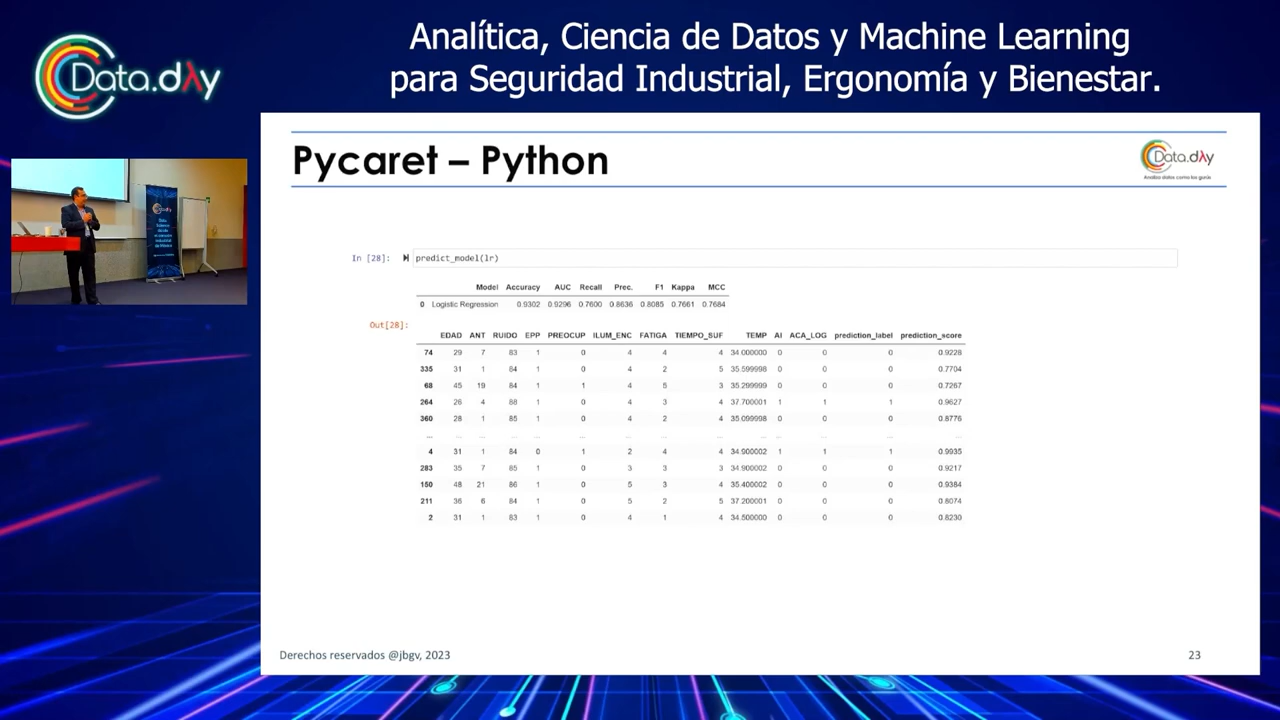 Analítica, Ciencia de Datos y Machine Learning
para Seguridad Industrial, Ergonomía y Bienestar.
Data.dλy
Pycaret – Python
Data.dλy
Analiza datos como los gurús
In [28]: predict_model(lr)
Model Accuracy AUC Recall Prec. F1 Kappa MCC
0 Logistic Regression 0.9302 0.9296 0.7600 0.8636 0.8085 0.7661 0.7684
Out[28]:
EDAD ANT RUIDO EPP PREOCUP ILUM_ENC FATIGA TIEMPO_SUF TEMP AI ACA_LOG prediction_label prediction_score
74 29 7 83 1 0 4 4 4 34.000000 0 0 0 0.9228
335 31 1 84 1 0 4 2 5 35.599998 0 0 0 0.7704
68 45 19 84 1 1 4 5 3 35.299999 0 0 0 0.7267
264 26 4 88 1 0 4 3 4 37.700001 1 1 1 0.9627
360 28 1 85 1 0 4 2 4 35.099998 0 0 0 0.8776
... ... ... ... ... ... ... ... ... ... ... ... ... ...
4 31 1 84 0 1 2 4 4 34.900002 1 1 1 0.9935
283 35 7 85 1 0 3 3 3 34.900002 0 0 0 0.9217
150 48 21 86 1 0 5 3 4 35.400002 0 0 0 0.9384
211 36 6 84 1 0 5 2 5 37.200001 0 0 0 0.8074
2 31 1 83 1 0 4 1 4 34.500000 0 0 0 0.8230
Derechos reservados @jbgv, 2023
23